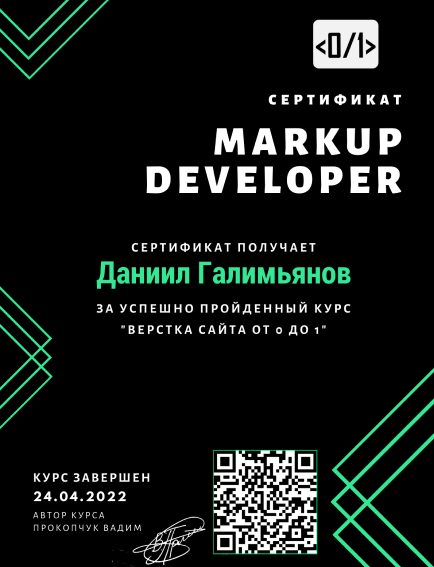 <0/1>
СЕРТИФИКАТ
MARKUP
DEVELOPER
СЕРТИФИКАТ ПОЛУЧАЕТ
Даниил Галимьянов
ЗА УСПЕШНО ПРОЙДЕННЫЙ КУРС
"ВЕРСТКА САЙТА ОТ 0 ДО 1"
КУРС ЗАВЕРШЕН
24.04.2022
АВТОР КУРСА
ПРОКОПЧУК ВАДИМ